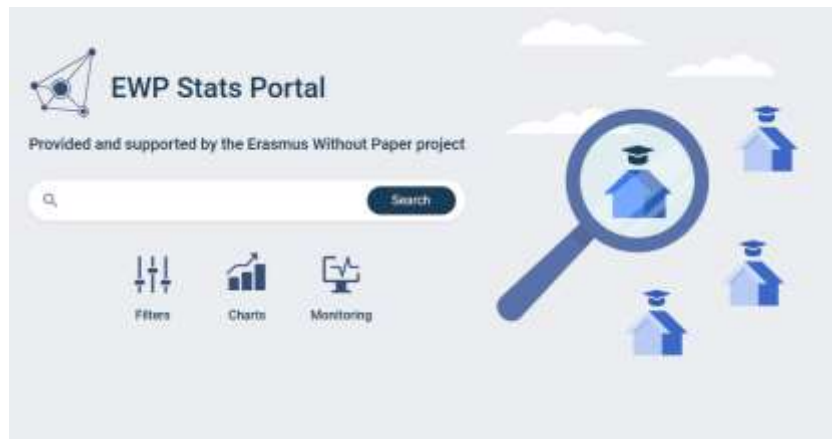 EWP Stats Portal
Provided and supported by the Erasmus Without Paper project
Search
Filters Charts Monitoring